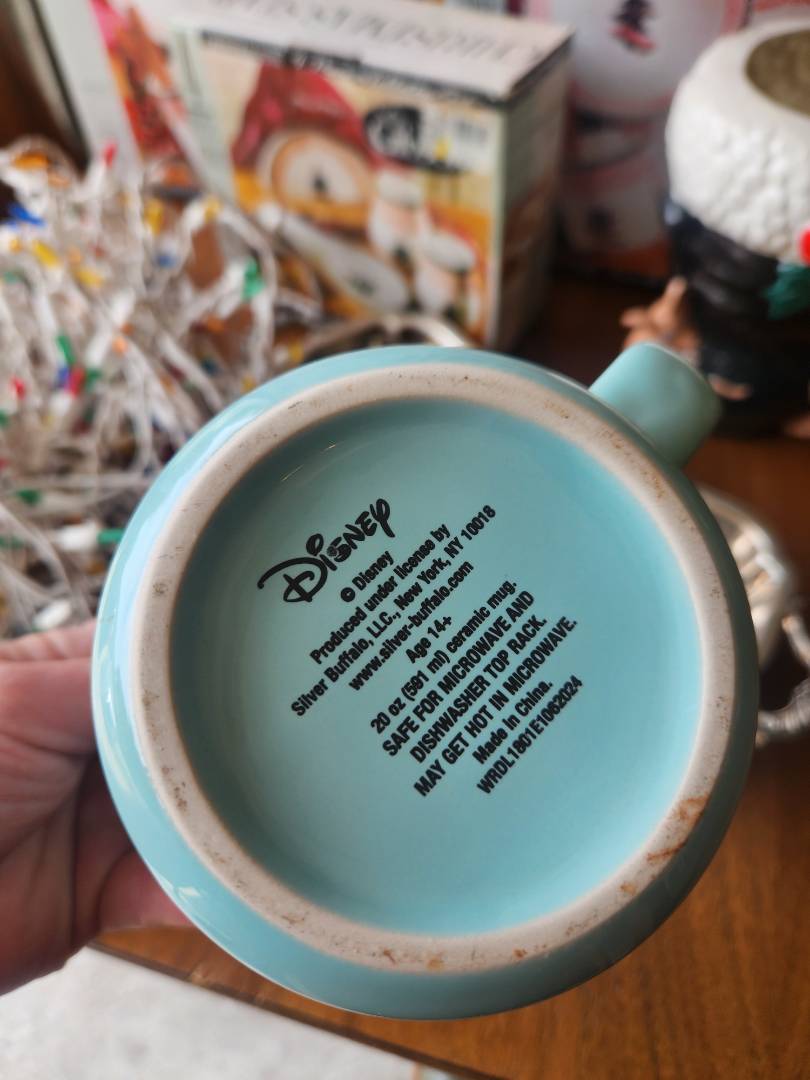 Disney
© Disney
Produced under license by
Silver Buffalo, LLC., New York, NY 10018
www.silver-buffalo.com
Age 14+
20 oz (591 ml) ceramic mug.
SAFE FOR MICROWAVE AND
DISHWASHER TOP RACK.
MAY GET HOT IN MICROWAVE.
Made In China.
WRDL1801E1062024